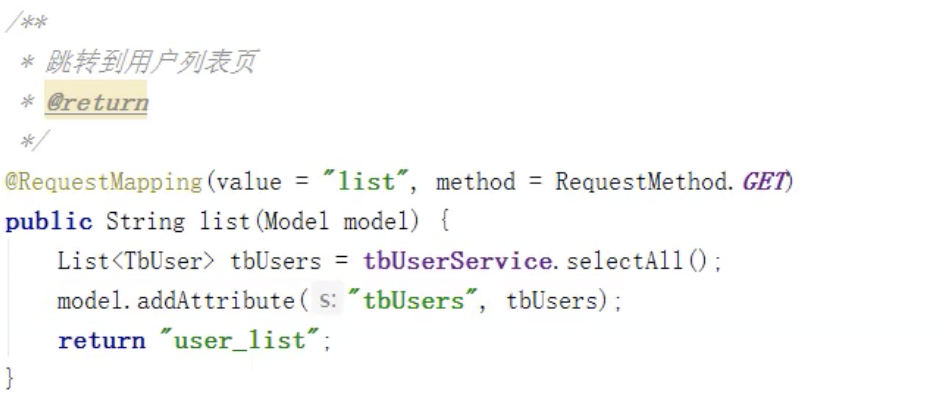 /**
 * 跳转到用户列表页
 * @return
 */
@RequestMapping(value = "list", method = RequestMethod.GET)
public String list(Model model) {
    List<TbUser> tbUsers = tbUserService.selectAll();
    model.addAttribute( s: "tbUsers", tbUsers);
    return "user_list";
}